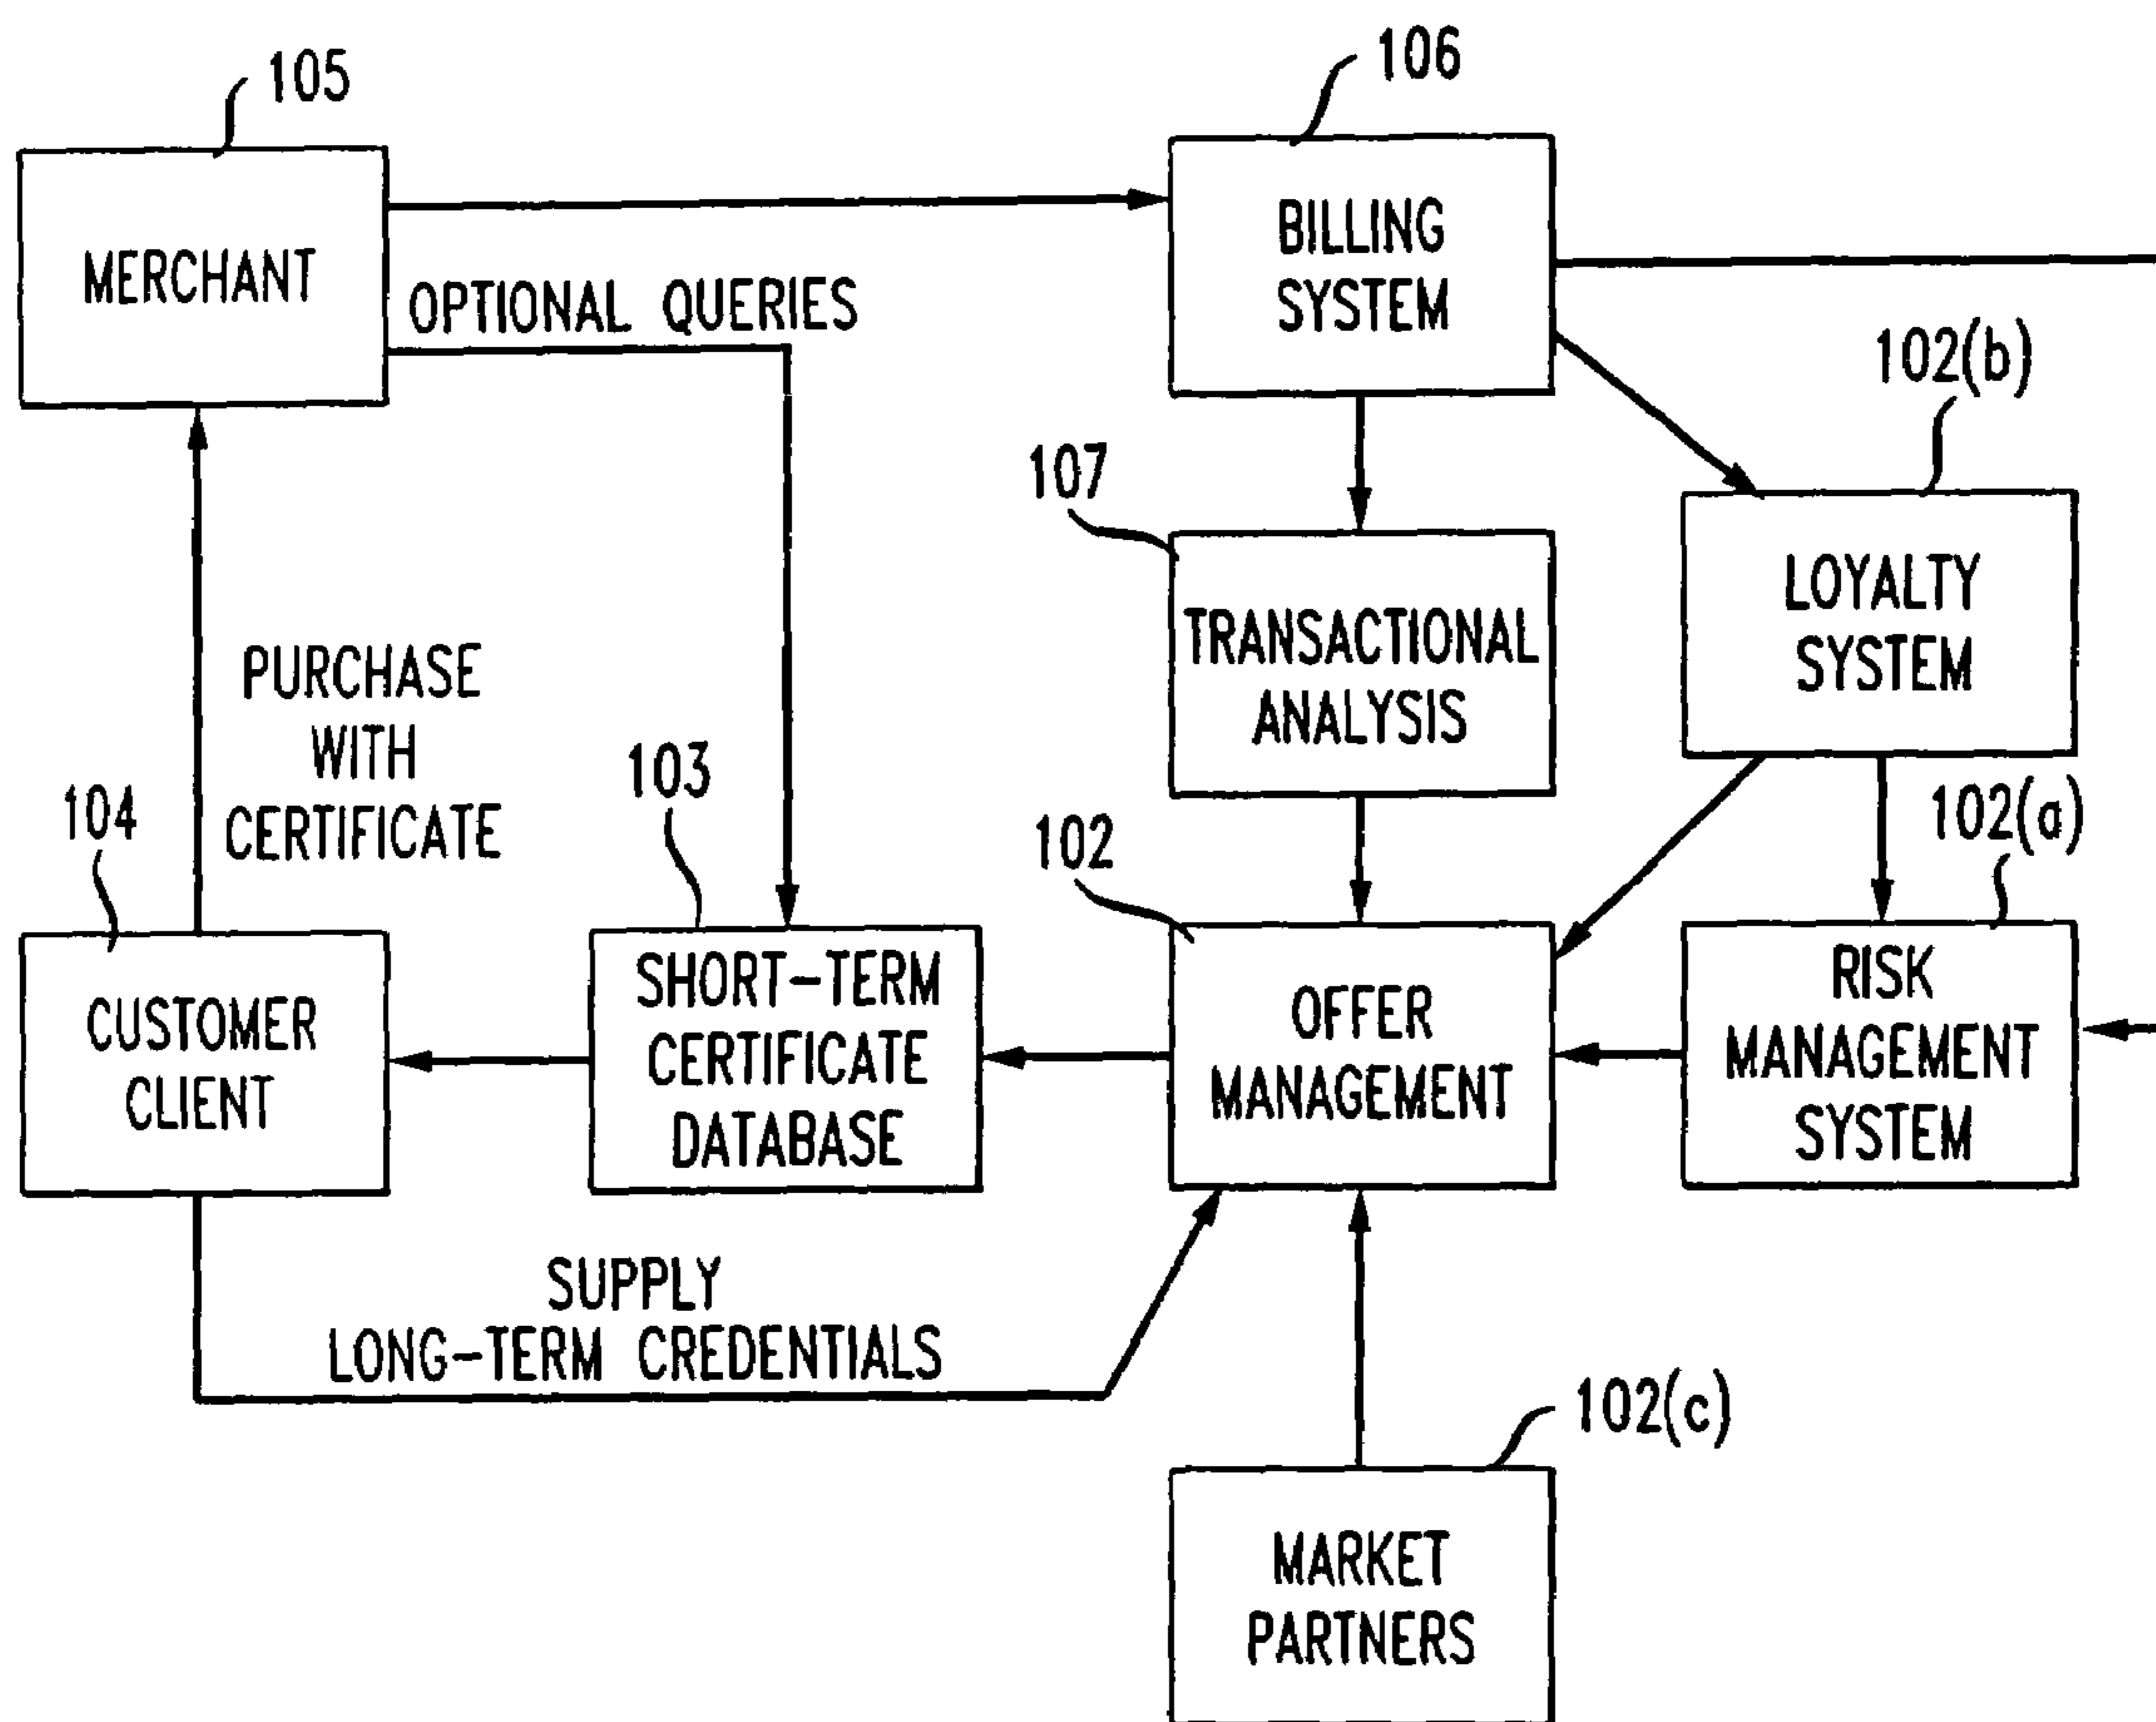 105
106
MERCHANT
OPTIONAL QUERIES
BILLING
SYSTEM
102(b)
107
LOYALTY
SYSTEM
TRANSACTIONAL
ANALYSIS
PURCHASE
WITH
CERTIFICATE
104
103
102
102(a)
CUSTOMER
CLIENT
SHORT-TERM
CERTIFICATE
DATABASE
OFFER
MANAGEMENT
RISK
MANAGEMENT
SYSTEM
SUPPLY
LONG-TERM CREDENTIALS
102(c)
MARKET
PARTNERS